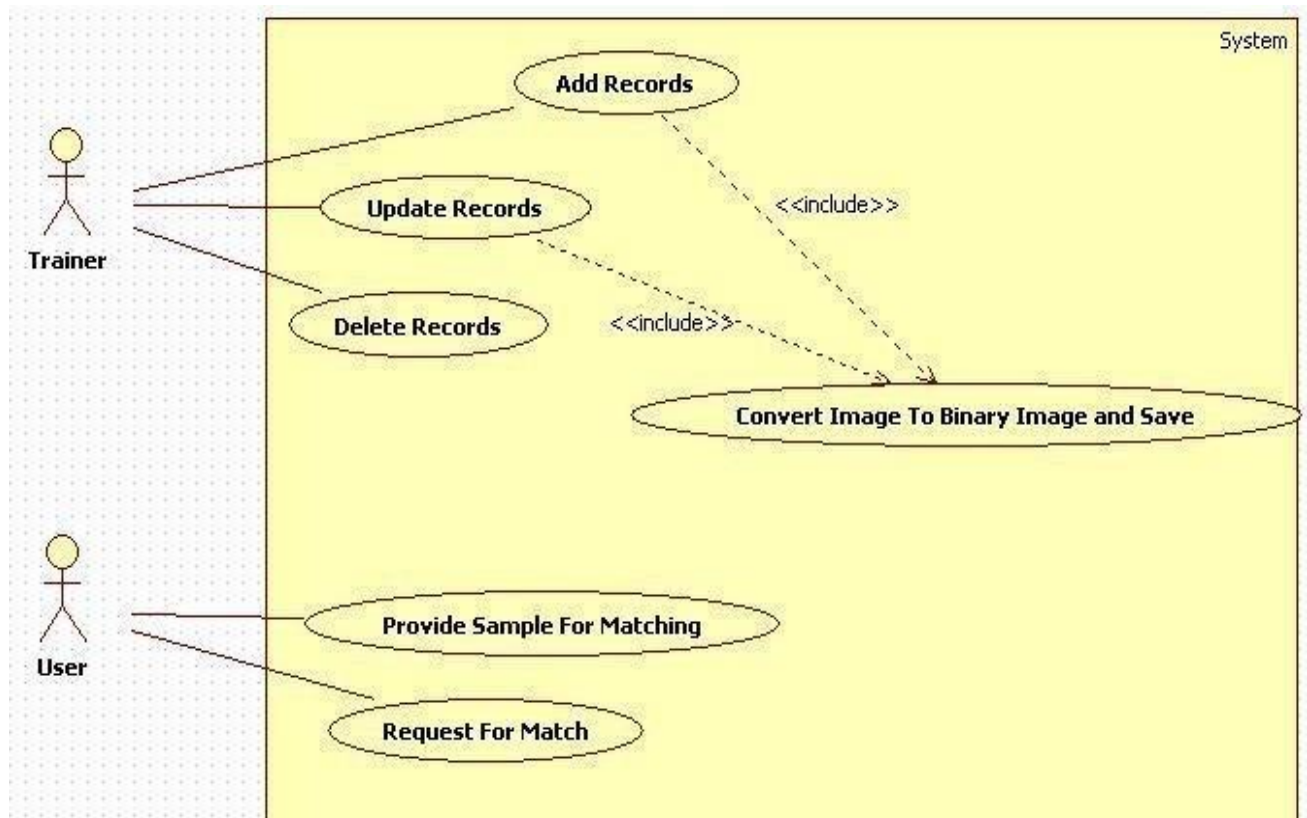 System
Add Records
<<include>>
Update Records
Trainer
Delete Records
<<include>>
Convert Image To Binary Image and Save
Provide Sample For Matching
User
Request For Match